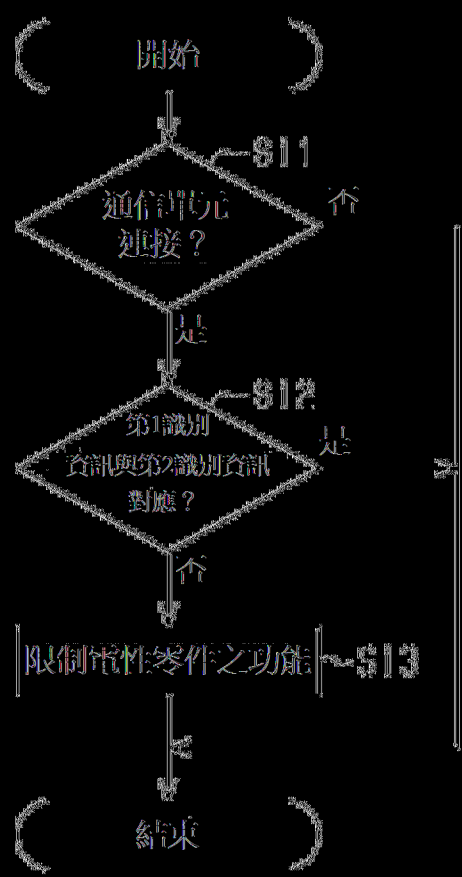 開始
S11
通信單元
連接？
否
是
S12
第1識別
資訊與第2識別資訊
對應？
是
否
限制電性零件之功能
S13
結束